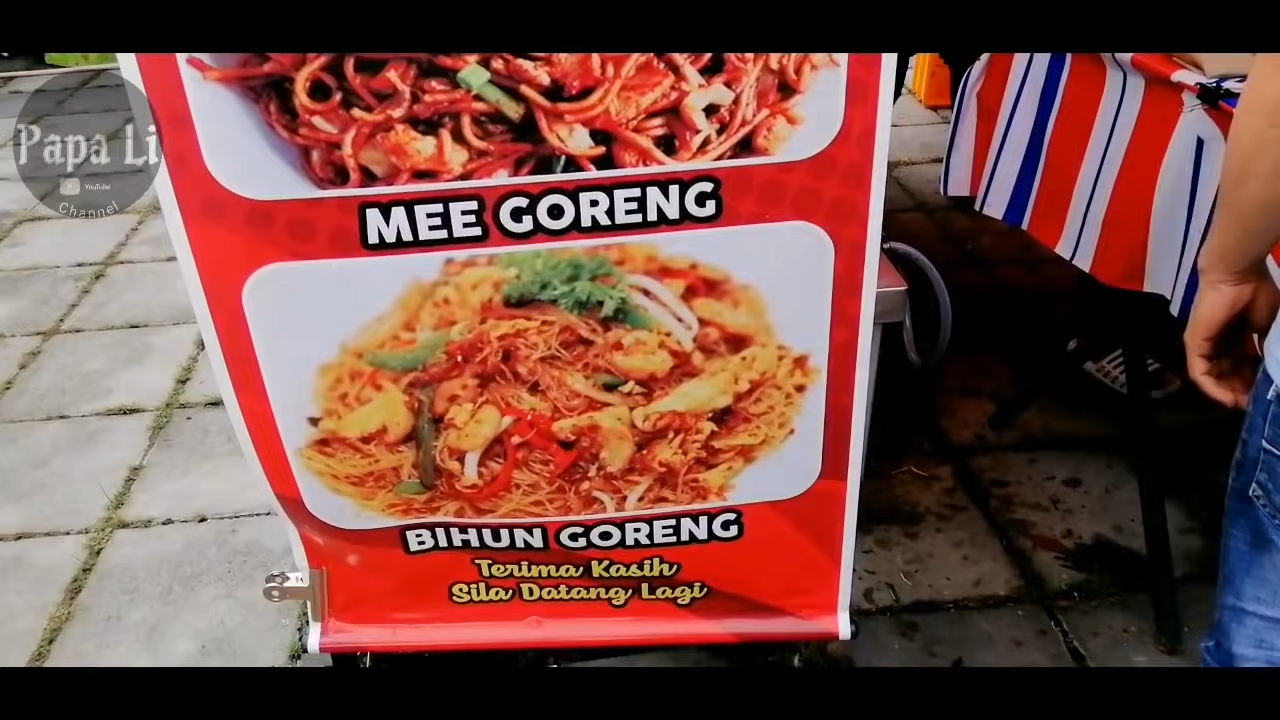 Papa Li
YouTube
Channel
MEE GORENG
BIHUN GORENG
Terima Kasih
Sila Datang Lagi